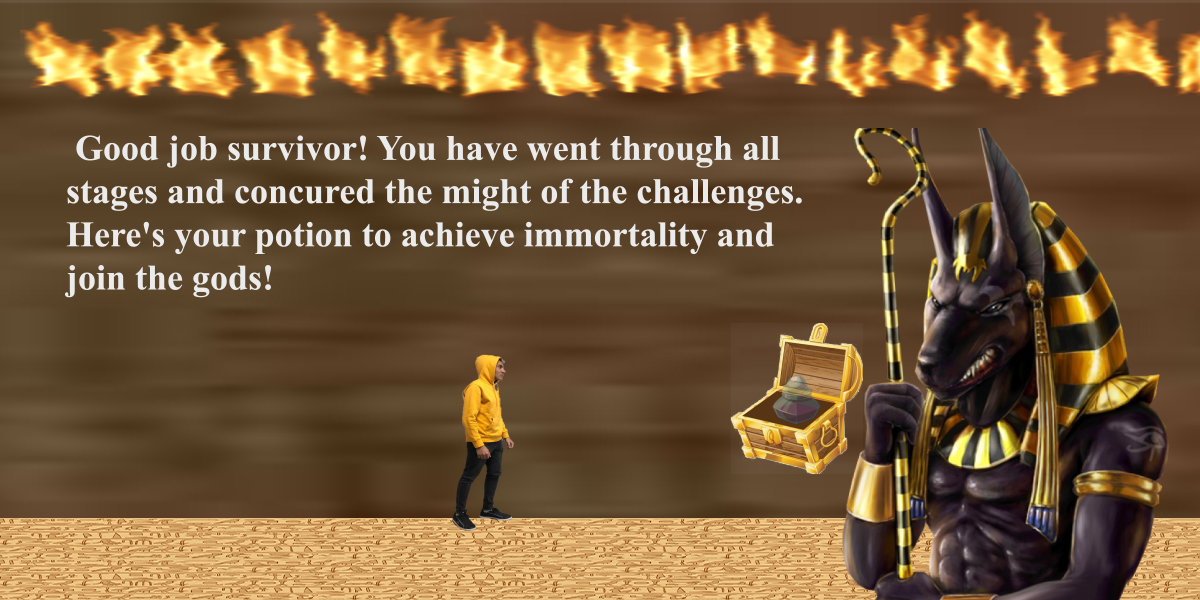 Good job survivor! You have went through all
stages and concured the might of the challenges.
Here's your potion to achieve immortality and
join the gods!